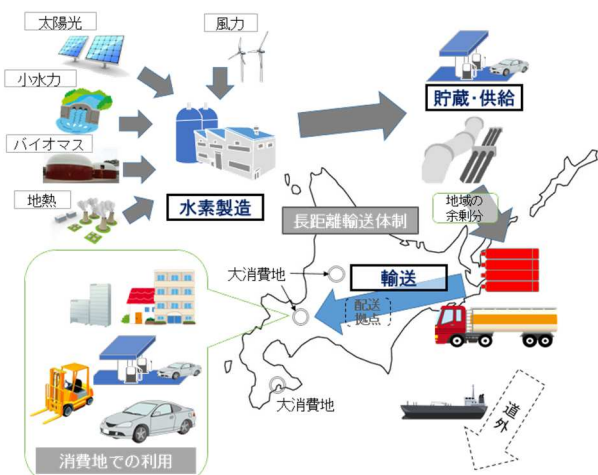 太陽光
風力
小水力
バイオマス
地熱
水素製造
貯蔵・供給
地域の
余剰分
長距離輸送体制
大消費地
輸送
配送
拠点
大消費地
道外
消費地での利用